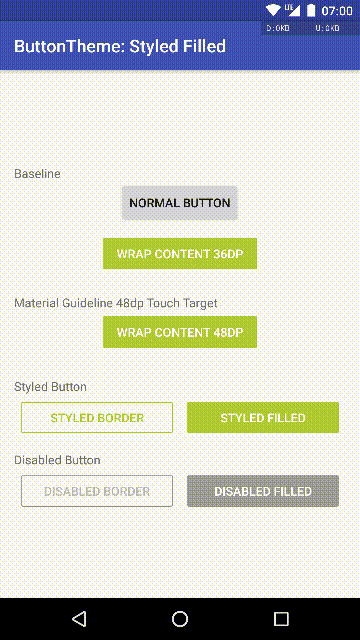 07:00
D:0KB U:0KB
ButtonTheme: Styled Filled
Baseline
NORMAL BUTTON
WRAP CONTENT 36DP
Material Guideline 48dp Touch Target
WRAP CONTENT 48DP
Styled Button
STYLED BORDER STYLED FILLED
Disabled Button
DISABLED BORDER DISABLED FILLED